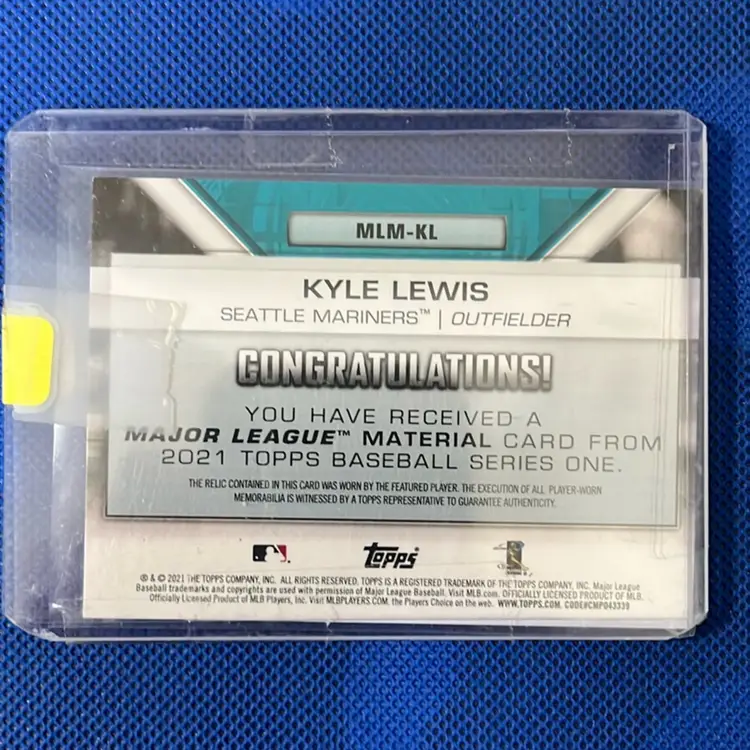 MLM-KL
KYLE LEWIS
SEATTLE MARINERS™ | OUTFIELDER
CONGRATULATIONS!
YOU HAVE RECEIVED A
MAJOR LEAGUE™ MATERIAL CARD FROM
2021 TOPPS BASEBALL SERIES ONE.
THE RELIC CONTAINED IN THIS CARD WAS WORN BY THE FEATURED PLAYER. THE EXECUTION OF ALL PLAYER-WORN
MEMORABILIA IS WITNESSED BY A TOPPS REPRESENTATIVE TO GUARANTEE AUTHENTICITY.
topps
® & © 2021 THE TOPPS COMPANY, INC. ALL RIGHTS RESERVED. TOPPS IS A REGISTERED TRADEMARK OF THE TOPPS COMPANY, INC. Major League
Baseball trademarks and copyrights are used with permission of Major League Baseball. Visit MLB.com. OFFICIALLY LICENSED PRODUCT OF MLB.
Officially Licensed Product of MLB Players, Inc. Visit MLBPLAYERS.COM, the Players Choice on the web. WWW.TOPPS.COM. CODE#CMP043339